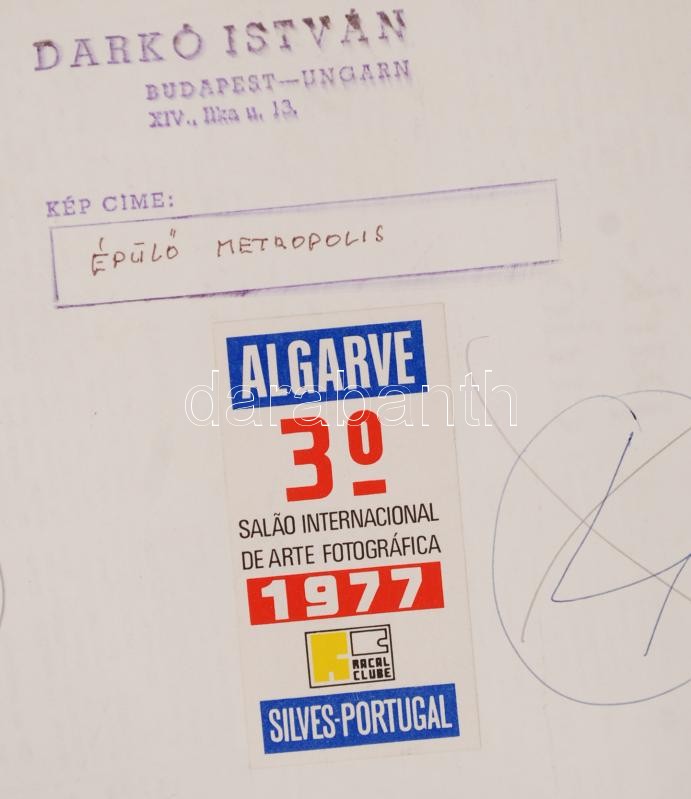 DARKÓ ISTVÁN
BUDAPEST—UNGARN
XIV., Ilka u. 13.
KÉP CIME:
ÉPÜLŐ METROPOLIS
ALGARVE
3º
SALÃO INTERNACIONAL
DE ARTE FOTOGRÁFICA
1977
RACAL
CLUBE
SILVES-PORTUGAL
darabanth
4